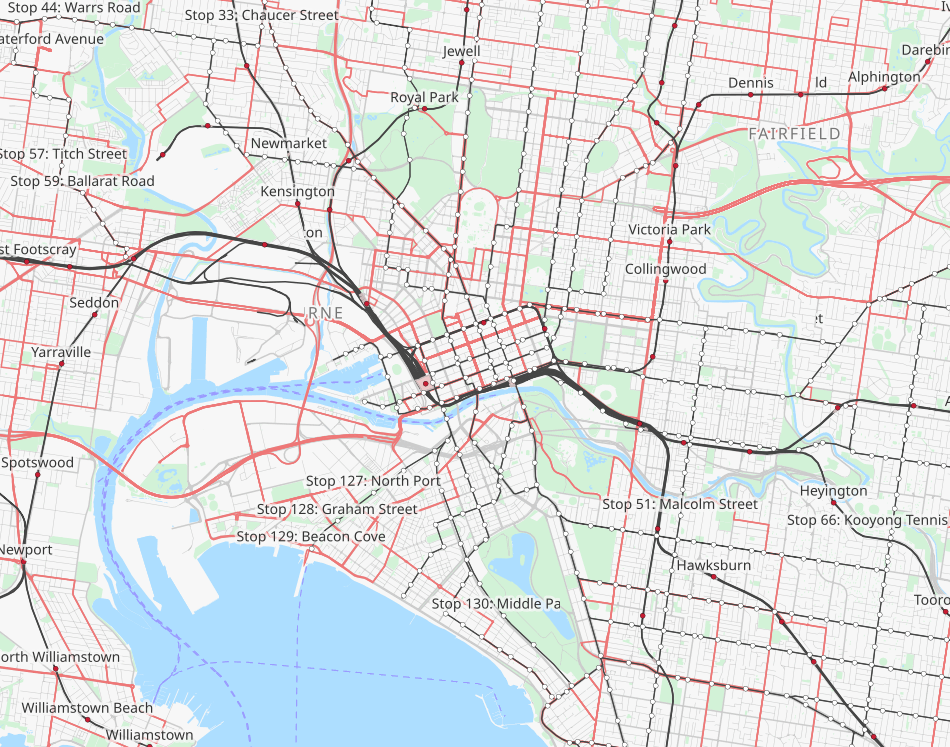 Stop 44: Warrs Road
Stop 33: Chaucer Street
aterford Avenue
Jewell
Darebin
Alphington
Dennis
ld
Royal Park
FAIRFIELD
Newmarket
Stop 57: Titch Street
Stop 59: Ballarat Road
Kensington
on
Victoria Park
st Footscray
Collingwood
Seddon
RNE
et
Yarraville
Spotswood
Stop 127: North Port
Heyington
Stop 128: Graham Street
Stop 51: Malcolm Street
Stop 66: Kooyong Tennis
Stop 129: Beacon Cove
Newport
Hawksburn
Stop 130: Middle Pa
Tooro
orth Williamstown
Williamstown Beach
Williamstown